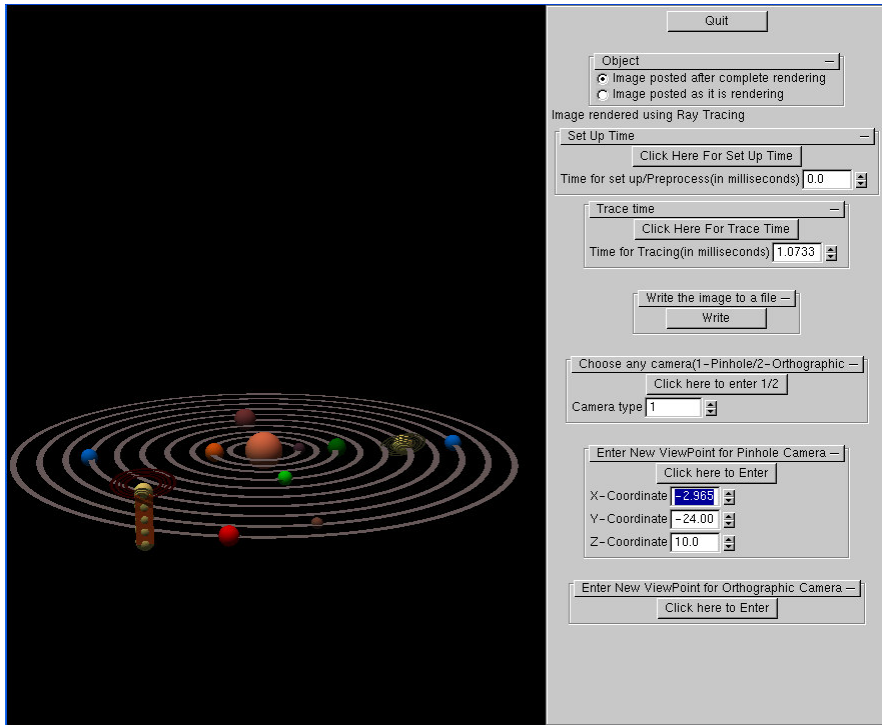 Quit
Object
Image posted after complete rendering
Image posted as it is rendering
Image rendered using Ray Tracing
Set Up Time
Click Here For Set Up Time
Time for set up/Preprocess(in milliseconds) 0.0
Trace time
Click Here For Trace Time
Time for Tracing(in milliseconds) 1.0733
Write the image to a file
Write
Choose any camera(1-Pinhole/2-Orthographic
Click here to enter 1/2
Camera type 1
Enter New ViewPoint for Pinhole Camera
Click here to Enter
X-Coordinate -2.965
Y-Coordinate -24.00
Z-Coordinate 10.0
Enter New ViewPoint for Orthographic Camera
Click here to Enter